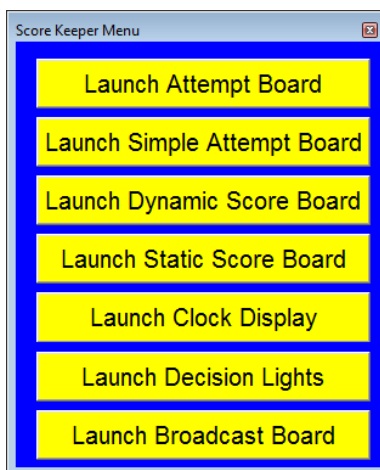 Score Keeper Menu
Launch Attempt Board
Launch Simple Attempt Board
Launch Dynamic Score Board
Launch Static Score Board
Launch Clock Display
Launch Decision Lights
Launch Broadcast Board